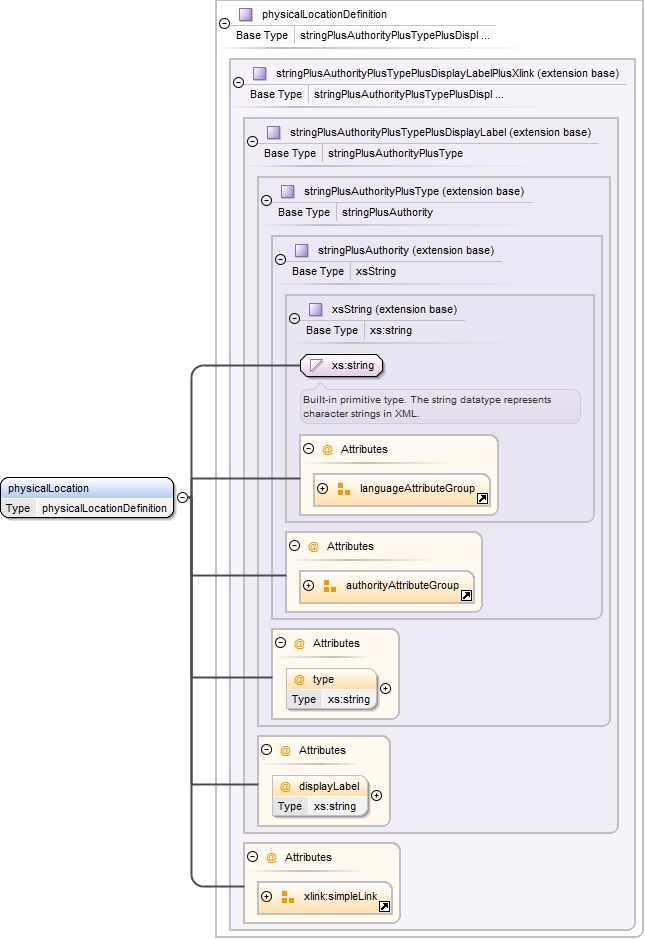 physicalLocationDefinition
Base Type stringPlusAuthorityPlusTypePlusDispl ...
stringPlusAuthorityPlusTypePlusDisplayLabelPlusXlink (extension base)
Base Type stringPlusAuthorityPlusTypePlusDispl ...
stringPlusAuthorityPlusTypePlusDisplayLabel (extension base)
Base Type stringPlusAuthorityPlusType
stringPlusAuthorityPlusType (extension base)
Base Type stringPlusAuthority
stringPlusAuthority (extension base)
Base Type xsString
xsString (extension base)
Base Type xs:string
xs:string
Built-in primitive type. The string datatype represents
character strings in XML.
@ Attributes
languageAttributeGroup
physicalLocation
Type physicalLocationDefinition
@ Attributes
authorityAttributeGroup
@ Attributes
@ type
Type xs:string
@ Attributes
@ displayLabel
Type xs:string
@ Attributes
xlink:simpleLink